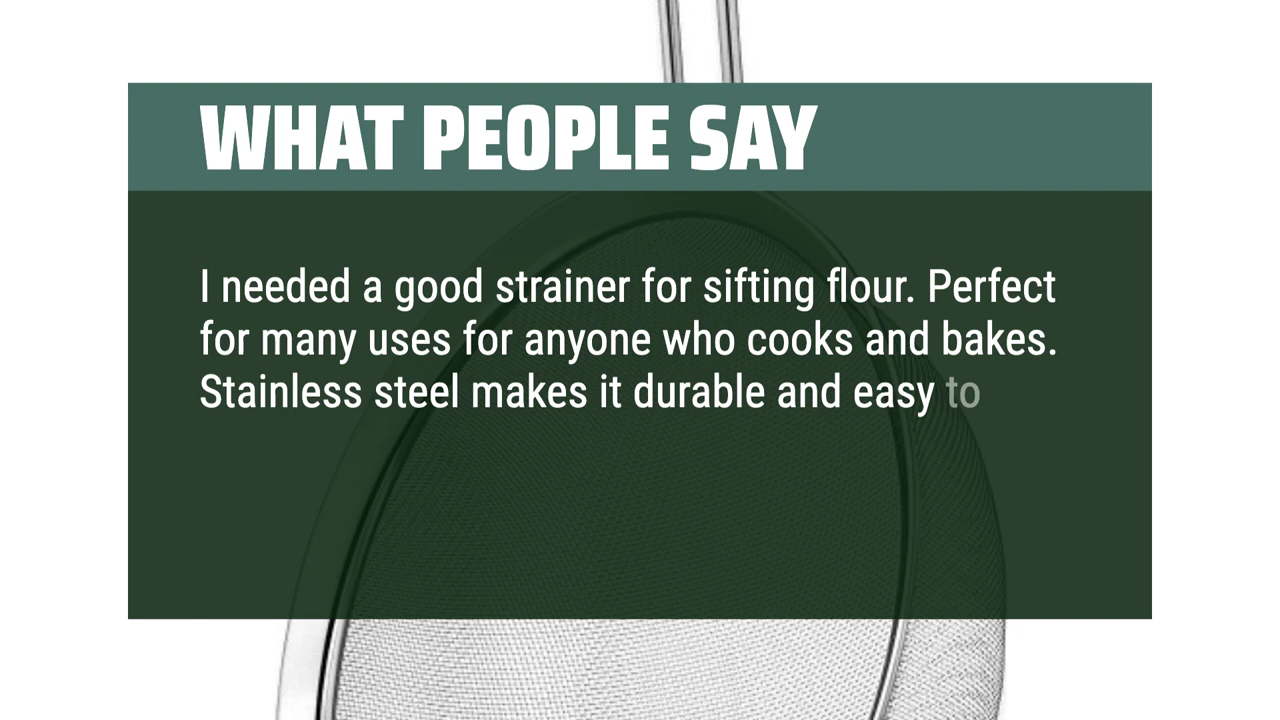 WHAT PEOPLE SAY
I needed a good strainer for sifting flour. Perfect
for many uses for anyone who cooks and bakes.
Stainless steel makes it durable and easy to